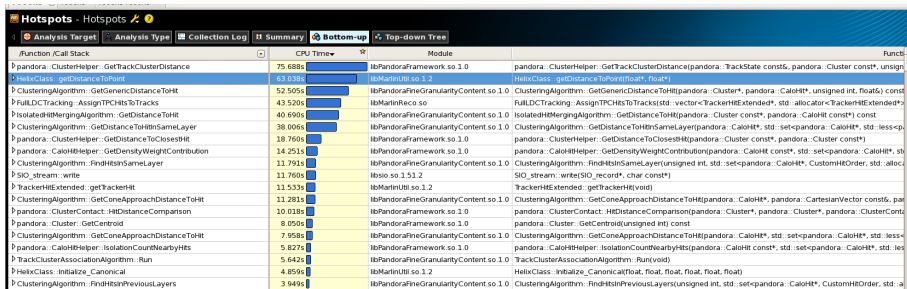 Hotspots - Hotspots
Analysis Target Analysis Type Collection Log Summary Bottom-up Top-down Tree
/Function /Call Stack CPU Time Module Functi
pandora::ClusterHelper::GetTrackClusterDistance 75.688s libPandoraFramework.so.1.0 pandora::ClusterHelper::GetTrackClusterDistance(pandora::TrackState const&, pandora::Cluster const*, unsign
HelixClass::getDistanceToPoint 63.038s libMarlinUtil.so.1.2 HelixClass::getDistanceToPoint(float*, float*)
ClusteringAlgorithm::GetGenericDistanceToHit 52.505s libPandoraFineGranularityContent.so.1.0 ClusteringAlgorithm::GetGenericDistanceToHit(pandora::Cluster*, pandora::CaloHit*, unsigned int, float&) const
FullLDCTracking::AssignTPCHitsToTracks 43.520s libMarlinReco.so FullLDCTracking::AssignTPCHitsToTracks(std::vector<TrackerHitExtended*, std::allocator<TrackerHitExtended*>
IsolatedHitMergingAlgorithm::GetDistanceToHit 40.690s libPandoraFineGranularityContent.so.1.0 IsolatedHitMergingAlgorithm::GetDistanceToHit(pandora::Cluster const*, pandora::CaloHit const*) const
ClusteringAlgorithm::GetDistanceToHitInSameLayer 38.006s libPandoraFineGranularityContent.so.1.0 ClusteringAlgorithm::GetDistanceToHitInSameLayer(pandora::CaloHit*, std::set<pandora::CaloHit*, std::less<pa
pandora::ClusterHelper::GetDistanceToClosestHit 18.760s libPandoraFramework.so.1.0 pandora::ClusterHelper::GetDistanceToClosestHit(pandora::Cluster const*, pandora::Cluster const*)
pandora::CaloHitHelper::GetDensityWeightContribution 14.251s libPandoraFramework.so.1.0 pandora::CaloHitHelper::GetDensityWeightContribution(pandora::CaloHit const*, std::set<pandora::CaloHit*, st
ClusteringAlgorithm::FindHitsInSameLayer 11.791s libPandoraFineGranularityContent.so.1.0 ClusteringAlgorithm::FindHitsInSameLayer(unsigned int, std::set<pandora::CaloHit*, CustomHitOrder, std::alloca
SIO_stream::write 11.760s libsio.so.1.51.2 SIO_stream::write(SIO_record*, char const*)
TrackerHitExtended::getTrackerHit 11.533s libMarlinUtil.so.1.2 TrackerHitExtended::getTrackerHit(void)
ClusteringAlgorithm::GetConeApproachDistanceToHit 11.281s libPandoraFineGranularityContent.so.1.0 ClusteringAlgorithm::GetConeApproachDistanceToHit(pandora::CaloHit*, pandora::CartesianVector const&, par
pandora::ClusterContact::HitDistanceComparison 10.018s libPandoraFramework.so.1.0 pandora::ClusterContact::HitDistanceComparison(pandora::Cluster*, pandora::Cluster*, pandora::ClusterConta
pandora::Cluster::GetCentroid 8.050s libPandoraFramework.so.1.0 pandora::Cluster::GetCentroid(unsigned int) const
ClusteringAlgorithm::GetConeApproachDistanceToHit 7.958s libPandoraFineGranularityContent.so.1.0 ClusteringAlgorithm::GetConeApproachDistanceToHit(pandora::CaloHit*, std::set<pandora::CaloHit*, std::less<
pandora::CaloHitHelper::IsolationCountNearbyHits 5.827s libPandoraFramework.so.1.0 pandora::CaloHitHelper::IsolationCountNearbyHits(pandora::CaloHit const*, std::set<pandora::CaloHit*, std::les
TrackClusterAssociationAlgorithm::Run 5.642s libPandoraFineGranularityContent.so.1.0 TrackClusterAssociationAlgorithm::Run(void)
HelixClass::Initialize_Canonical 4.859s libMarlinUtil.so.1.2 HelixClass::Initialize_Canonical(float, float, float, float, float, float)
ClusteringAlgorithm::FindHitsInPreviousLayers 3.949s libPandoraFineGranularityContent.so.1.0 ClusteringAlgorithm::FindHitsInPreviousLayers(unsigned int, std::set<pandora::CaloHit*, CustomHitOrder, std::a